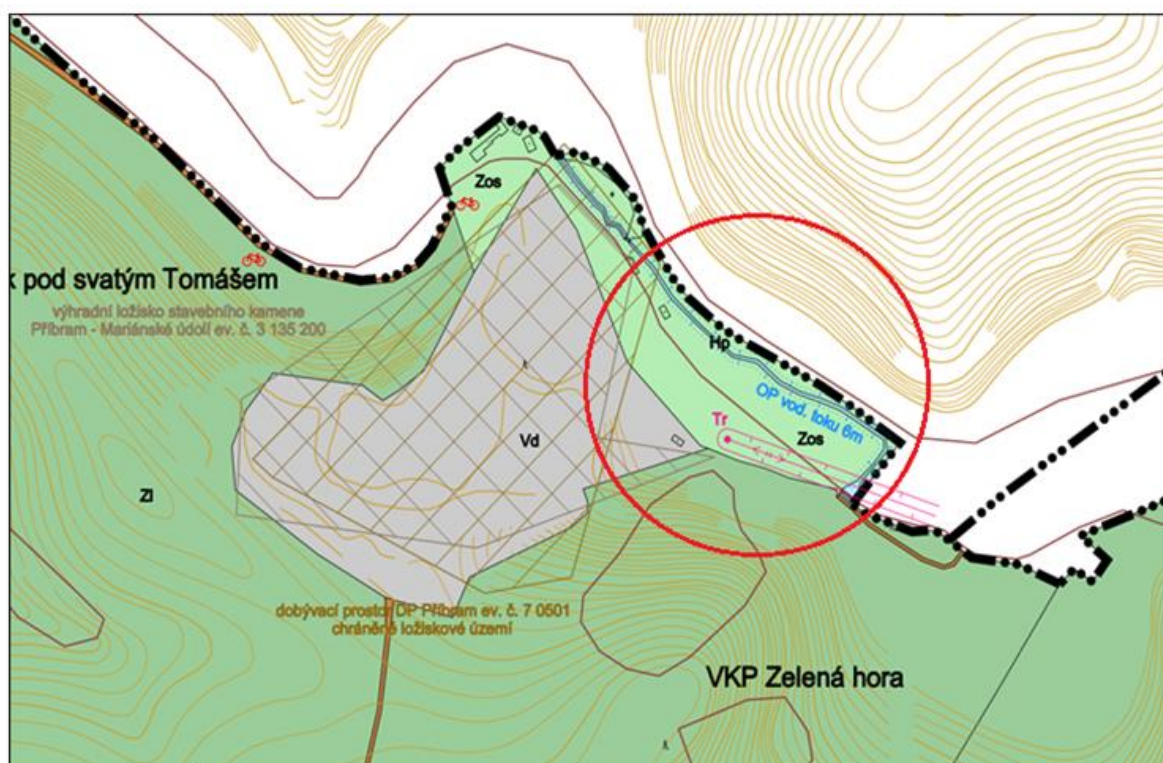 Zos
k pod svatým Tomášem
výhradní ložisko stavebního kamene
Příbram - Mariánské údolí ev. č. 3 135 200
Hp
OP vod. toku 6m
Tr
Zos
Vd
Zl
dobývací prostor DP Příbram ev. č. 7 0501
chráněné ložiskové území
VKP Zelená hora